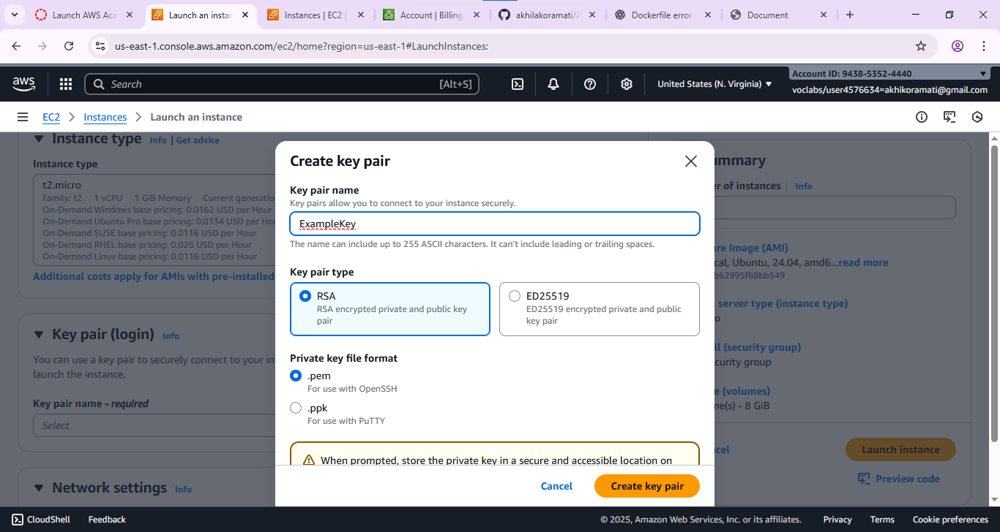 Launch AWS Aca
Launch an instan
Instances | EC2 |
Account | Billing
akhilakoramati/A
Dockerfile error
Document
us-east-1.console.aws.amazon.com/ec2/home?region=us-east-1#LaunchInstances:
aws
Search
[Alt+S]
United States (N. Virginia)
Account ID: 9438-5352-4440
voclabs/user4576634=akhikoramati@gmail.com
EC2
Instances
Launch an instance
Instance type
Info
| Get advice
Instance type
t2.micro
Family: t2 1 vCPU 1 GiB Memory Current generatio
On-Demand Windows base pricing: 0.0162 USD per Hour
On-Demand Ubuntu Pro base pricing: 0.0134 USD per Hour
On-Demand SUSE base pricing: 0.0116 USD per Hour
On-Demand RHEL base pricing: 0.026 USD per Hour
On-Demand Linux base pricing: 0.0116 USD per Hour
Additional costs apply for AMIs with pre-installed
Key pair (login)
Info
You can use a key pair to securely connect to your in
launch the instance.
Key pair name - required
Select
Network settings
Info
Create key pair
Key pair name
Key pairs allow you to connect to your instance securely.
ExampleKey
The name can include up to 255 ASCII characters. It can't include leading or trailing spaces.
Key pair type
RSA
RSA encrypted private and public key
pair
ED25519
ED25519 encrypted private and public
key pair
Private key file format
.pem
For use with OpenSSH
.ppk
For use with PuTTY
When prompted, store the private key in a secure and accessible location on
Cancel
Create key pair
ummary
er of instances
Info
re Image (AMI)
cal, Ubuntu, 24.04, amd6...read more
b62995f68bb549
server type (instance type)
o
ll (security group)
curity group
e (volumes)
me(s) - 8 GiB
cel
Launch instance
Preview code
CloudShell
Feedback
© 2025, Amazon Web Services, Inc. or its affiliates.
Privacy
Terms
Cookie preferences